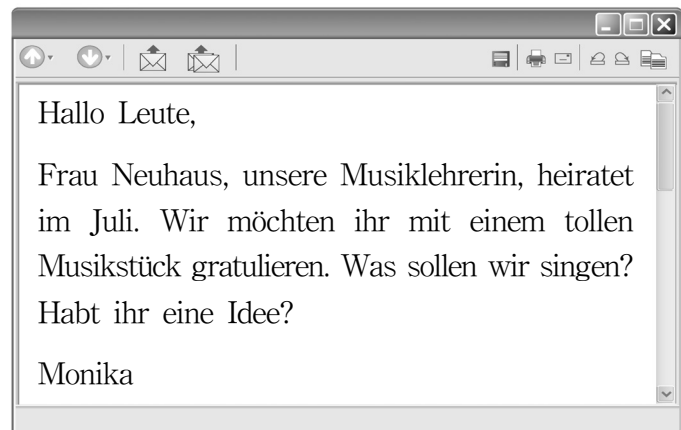 Hallo Leute,
Frau Neuhaus, unsere Musiklehrerin, heiratet
im Juli. Wir möchten ihr mit einem tollen
Musikstück gratulieren. Was sollen wir singen?
Habt ihr eine Idee?
Monika